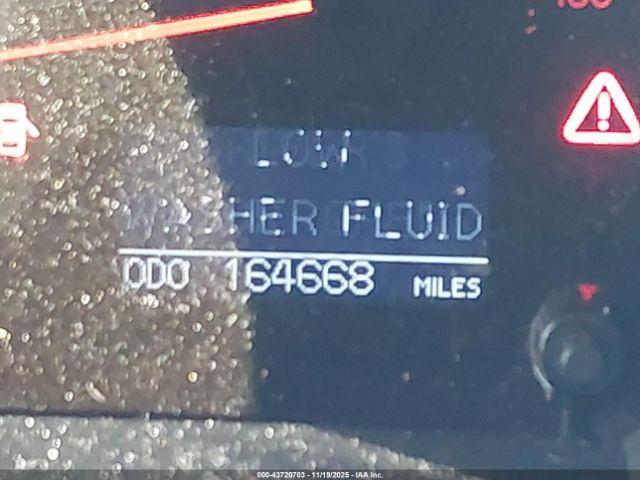 LOW
WASHER FLUID
ODO 164668 MILES
000-43720703 - 11/19/2025 - IAA Inc.